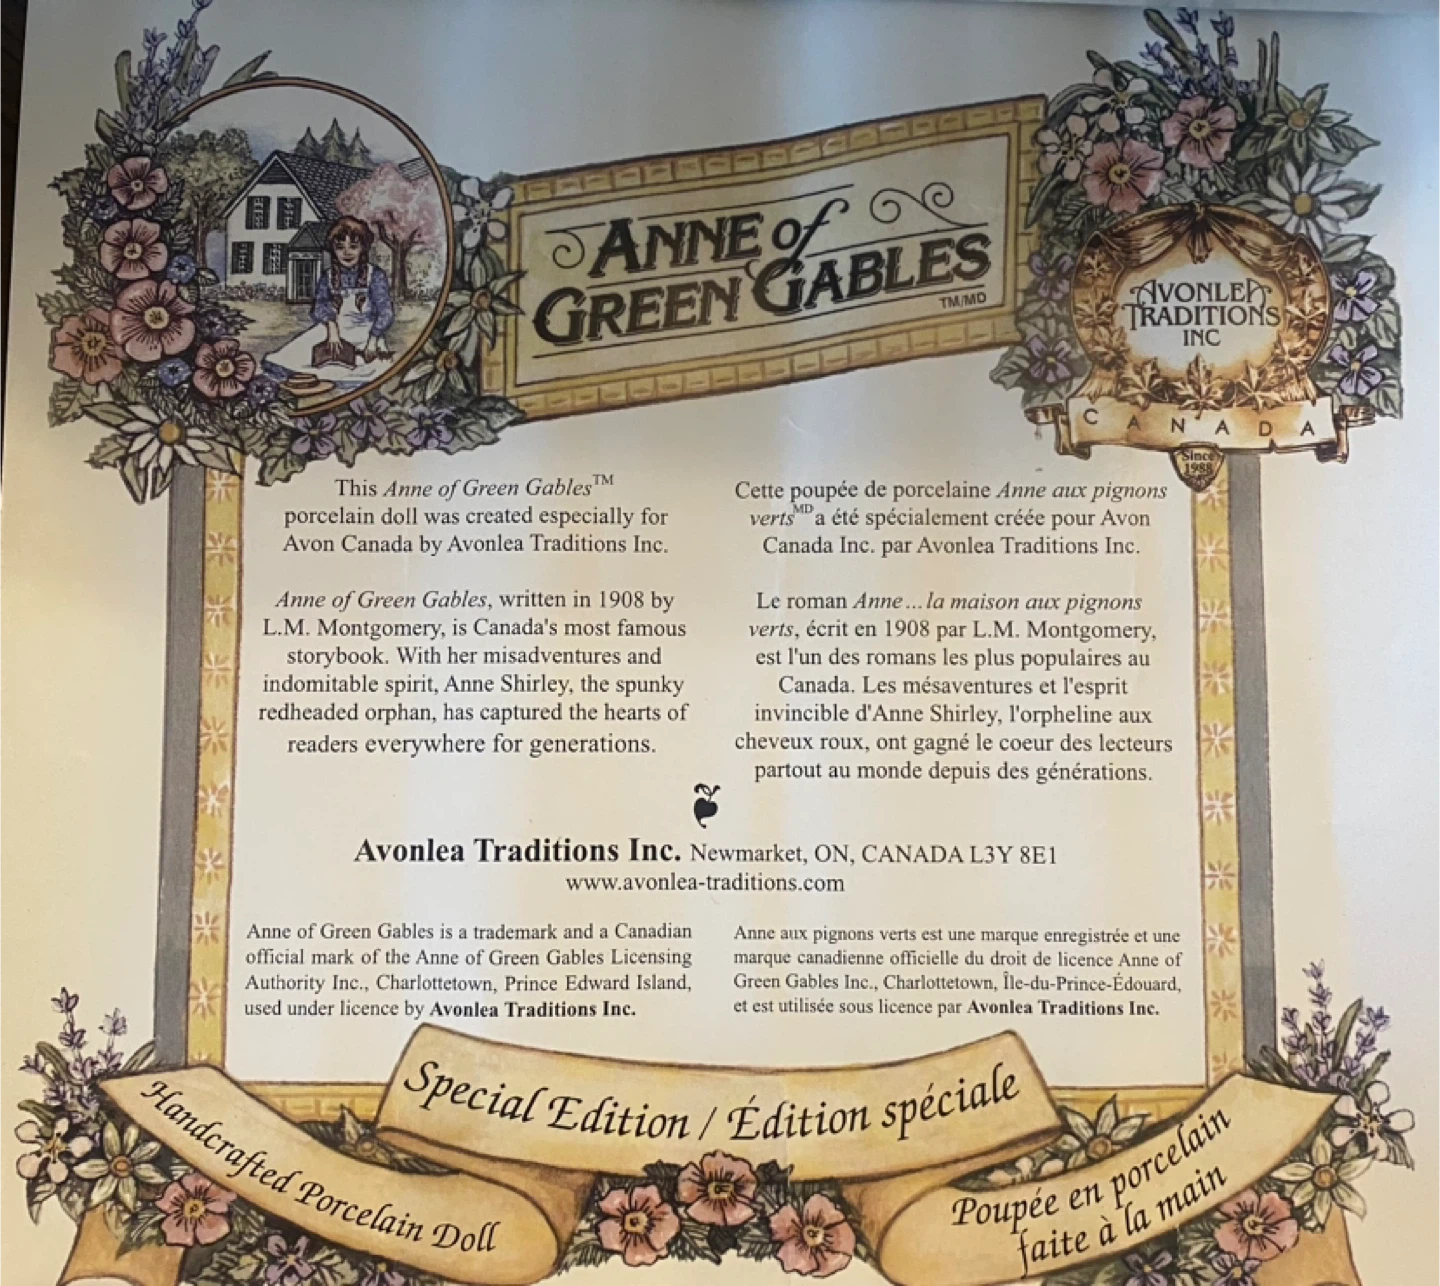 ANNE of
GREEN GABLES
TM/MD
AVONLEA
TRADITIONS
INC
CANADA
Since
1988
This Anne of Green Gables™
porcelain doll was created especially for
Avon Canada by Avonlea Traditions Inc.
Anne of Green Gables, written in 1908 by
L.M. Montgomery, is Canada's most famous
storybook. With her misadventures and
indomitable spirit, Anne Shirley, the spunky
redheaded orphan, has captured the hearts of
readers everywhere for generations.
Cette poupée de porcelaine Anne aux pignons
verts MD a été spécialement créée pour Avon
Canada Inc. par Avonlea Traditions Inc.
Le roman Anne...la maison aux pignons
verts, écrit en 1908 par L.M. Montgomery,
est l'un des romans les plus populaires au
Canada. Les mésaventures et l'esprit
invincible d'Anne Shirley, l'orpheline aux
cheveux roux, ont gagné le coeur des lecteurs
partout au monde depuis des générations.
Avonlea Traditions Inc. Newmarket, ON, CANADA L3Y 8E1
www.avonlea-traditions.com
Anne of Green Gables is a trademark and a Canadian
official mark of the Anne of Green Gables Licensing
Authority Inc., Charlottetown, Prince Edward Island,
used under licence by Avonlea Traditions Inc.
Anne aux pignons verts est une marque enregistrée et une
marque canadienne officielle du droit de licence Anne of
Green Gables Inc., Charlottetown, Île-du-Prince-Édouard,
et est utilisée sous licence par Avonlea Traditions Inc.
Special Edition / Édition spéciale
Handcrafted Porcelain Doll
Poupée en porcelain
faite à la main